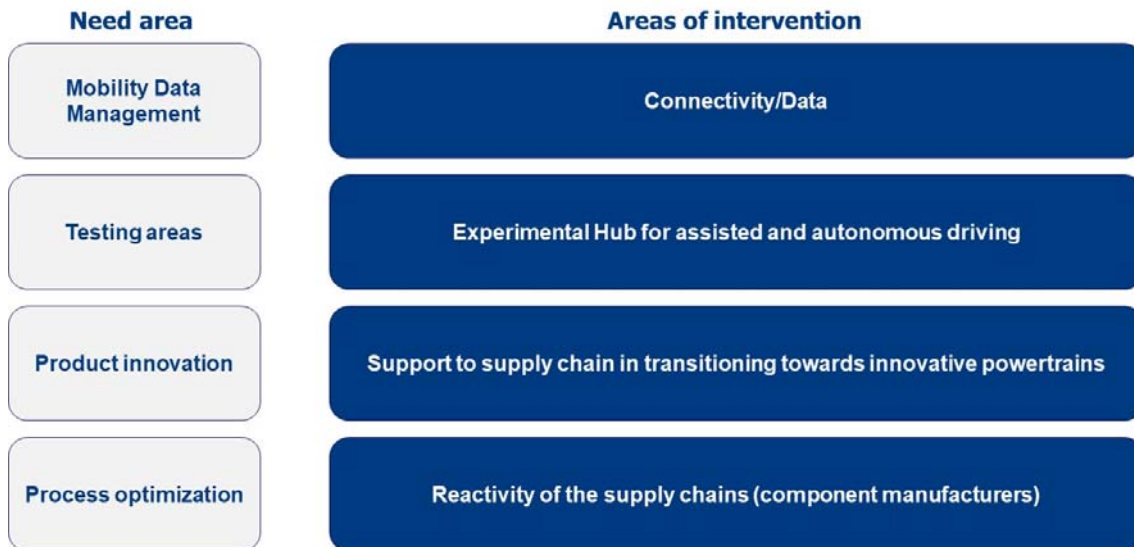 Need area
Areas of intervention
Mobility Data
Management
Connectivity/Data
Testing areas
Experimental Hub for assisted and autonomous driving
Product innovation
Support to supply chain in transitioning towards innovative powertrains
Process optimization
Reactivity of the supply chains (component manufacturers)